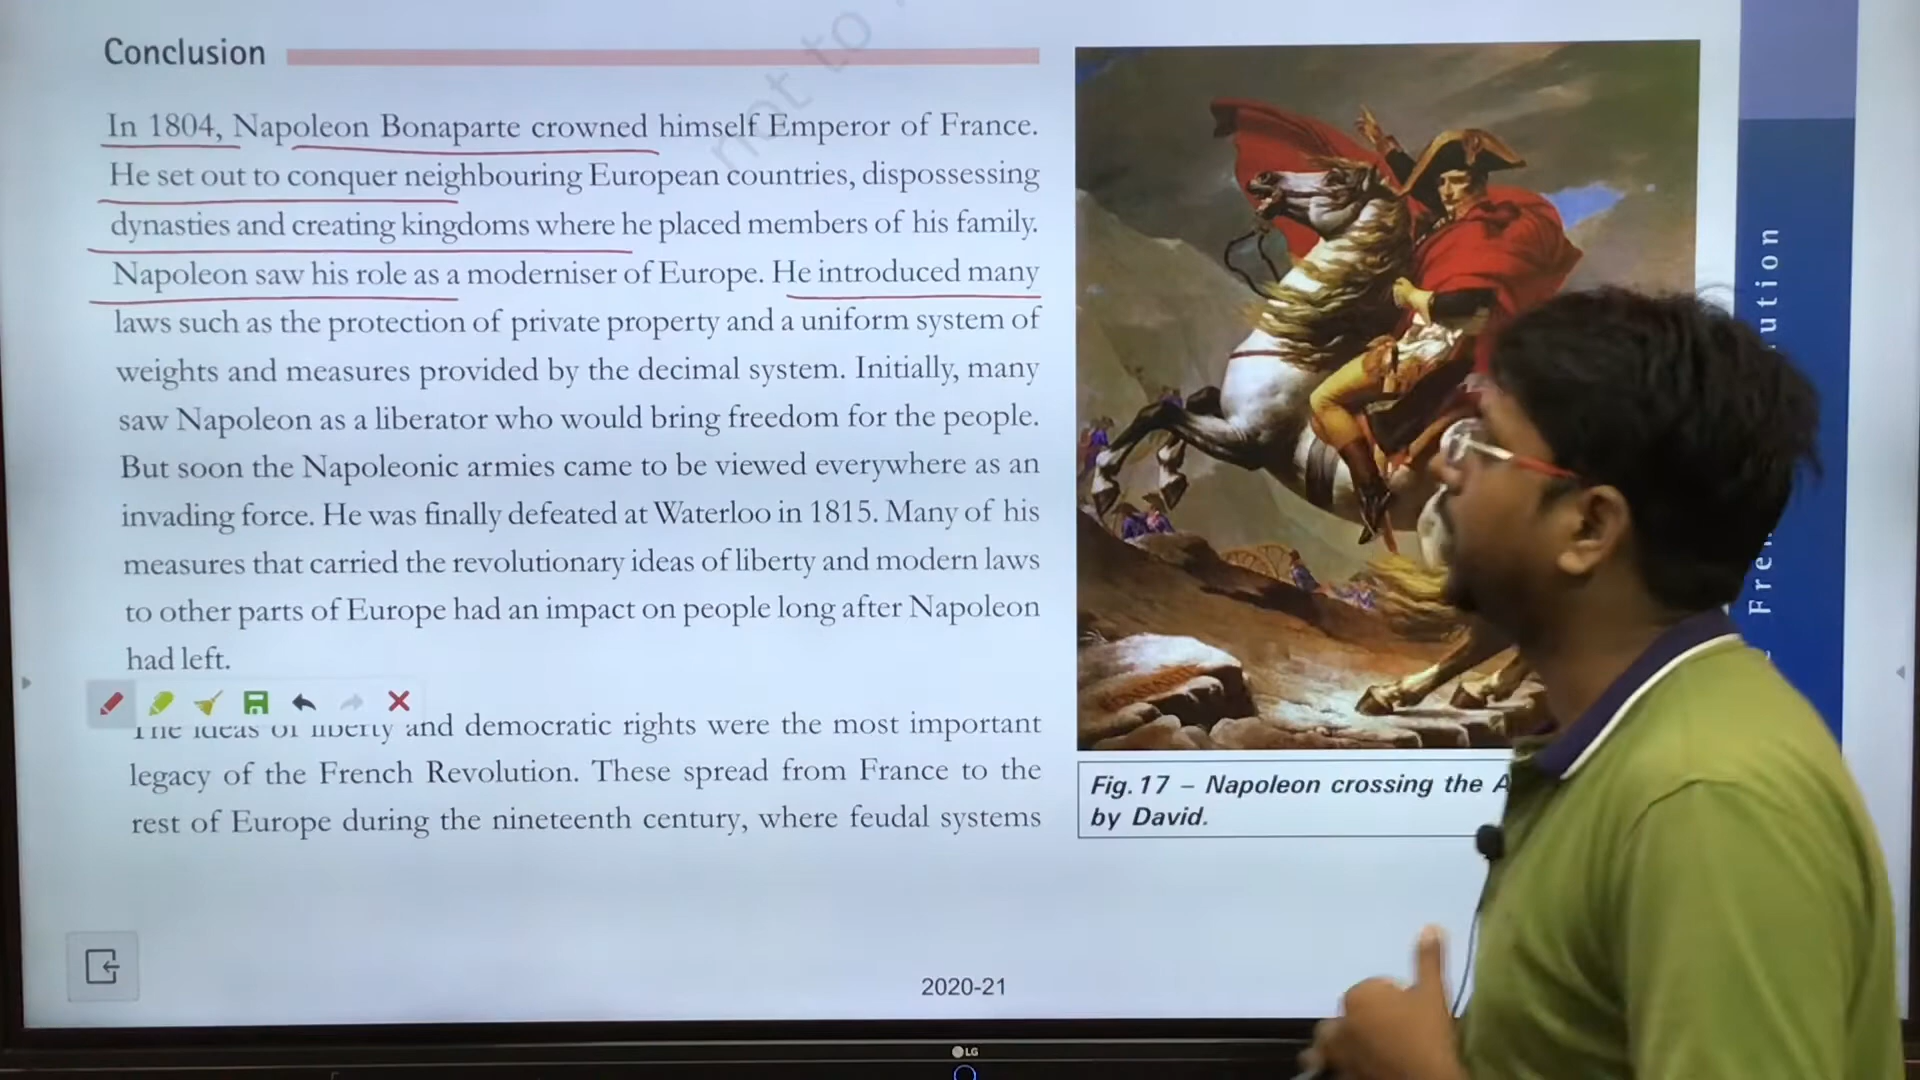 Conclusion
In 1804, Napoleon Bonaparte crowned himself Emperor of France.
He set out to conquer neighbouring European countries, dispossessing
dynasties and creating kingdoms where he placed members of his family.
Napoleon saw his role as a moderniser of Europe. He introduced many
laws such as the protection of private property and a uniform system of
weights and measures provided by the decimal system. Initially, many
saw Napoleon as a liberator who would bring freedom for the people.
But soon the Napoleonic armies came to be viewed everywhere as an
invading force. He was finally defeated at Waterloo in 1815. Many of his
measures that carried the revolutionary ideas of liberty and modern laws
to other parts of Europe had an impact on people long after Napoleon
had left.
The ideas of liberty and democratic rights were the most important
legacy of the French Revolution. These spread from France to the
rest of Europe during the nineteenth century, where feudal systems
not to
Fig.17 – Napoleon crossing the
by David.
2020-21
LG